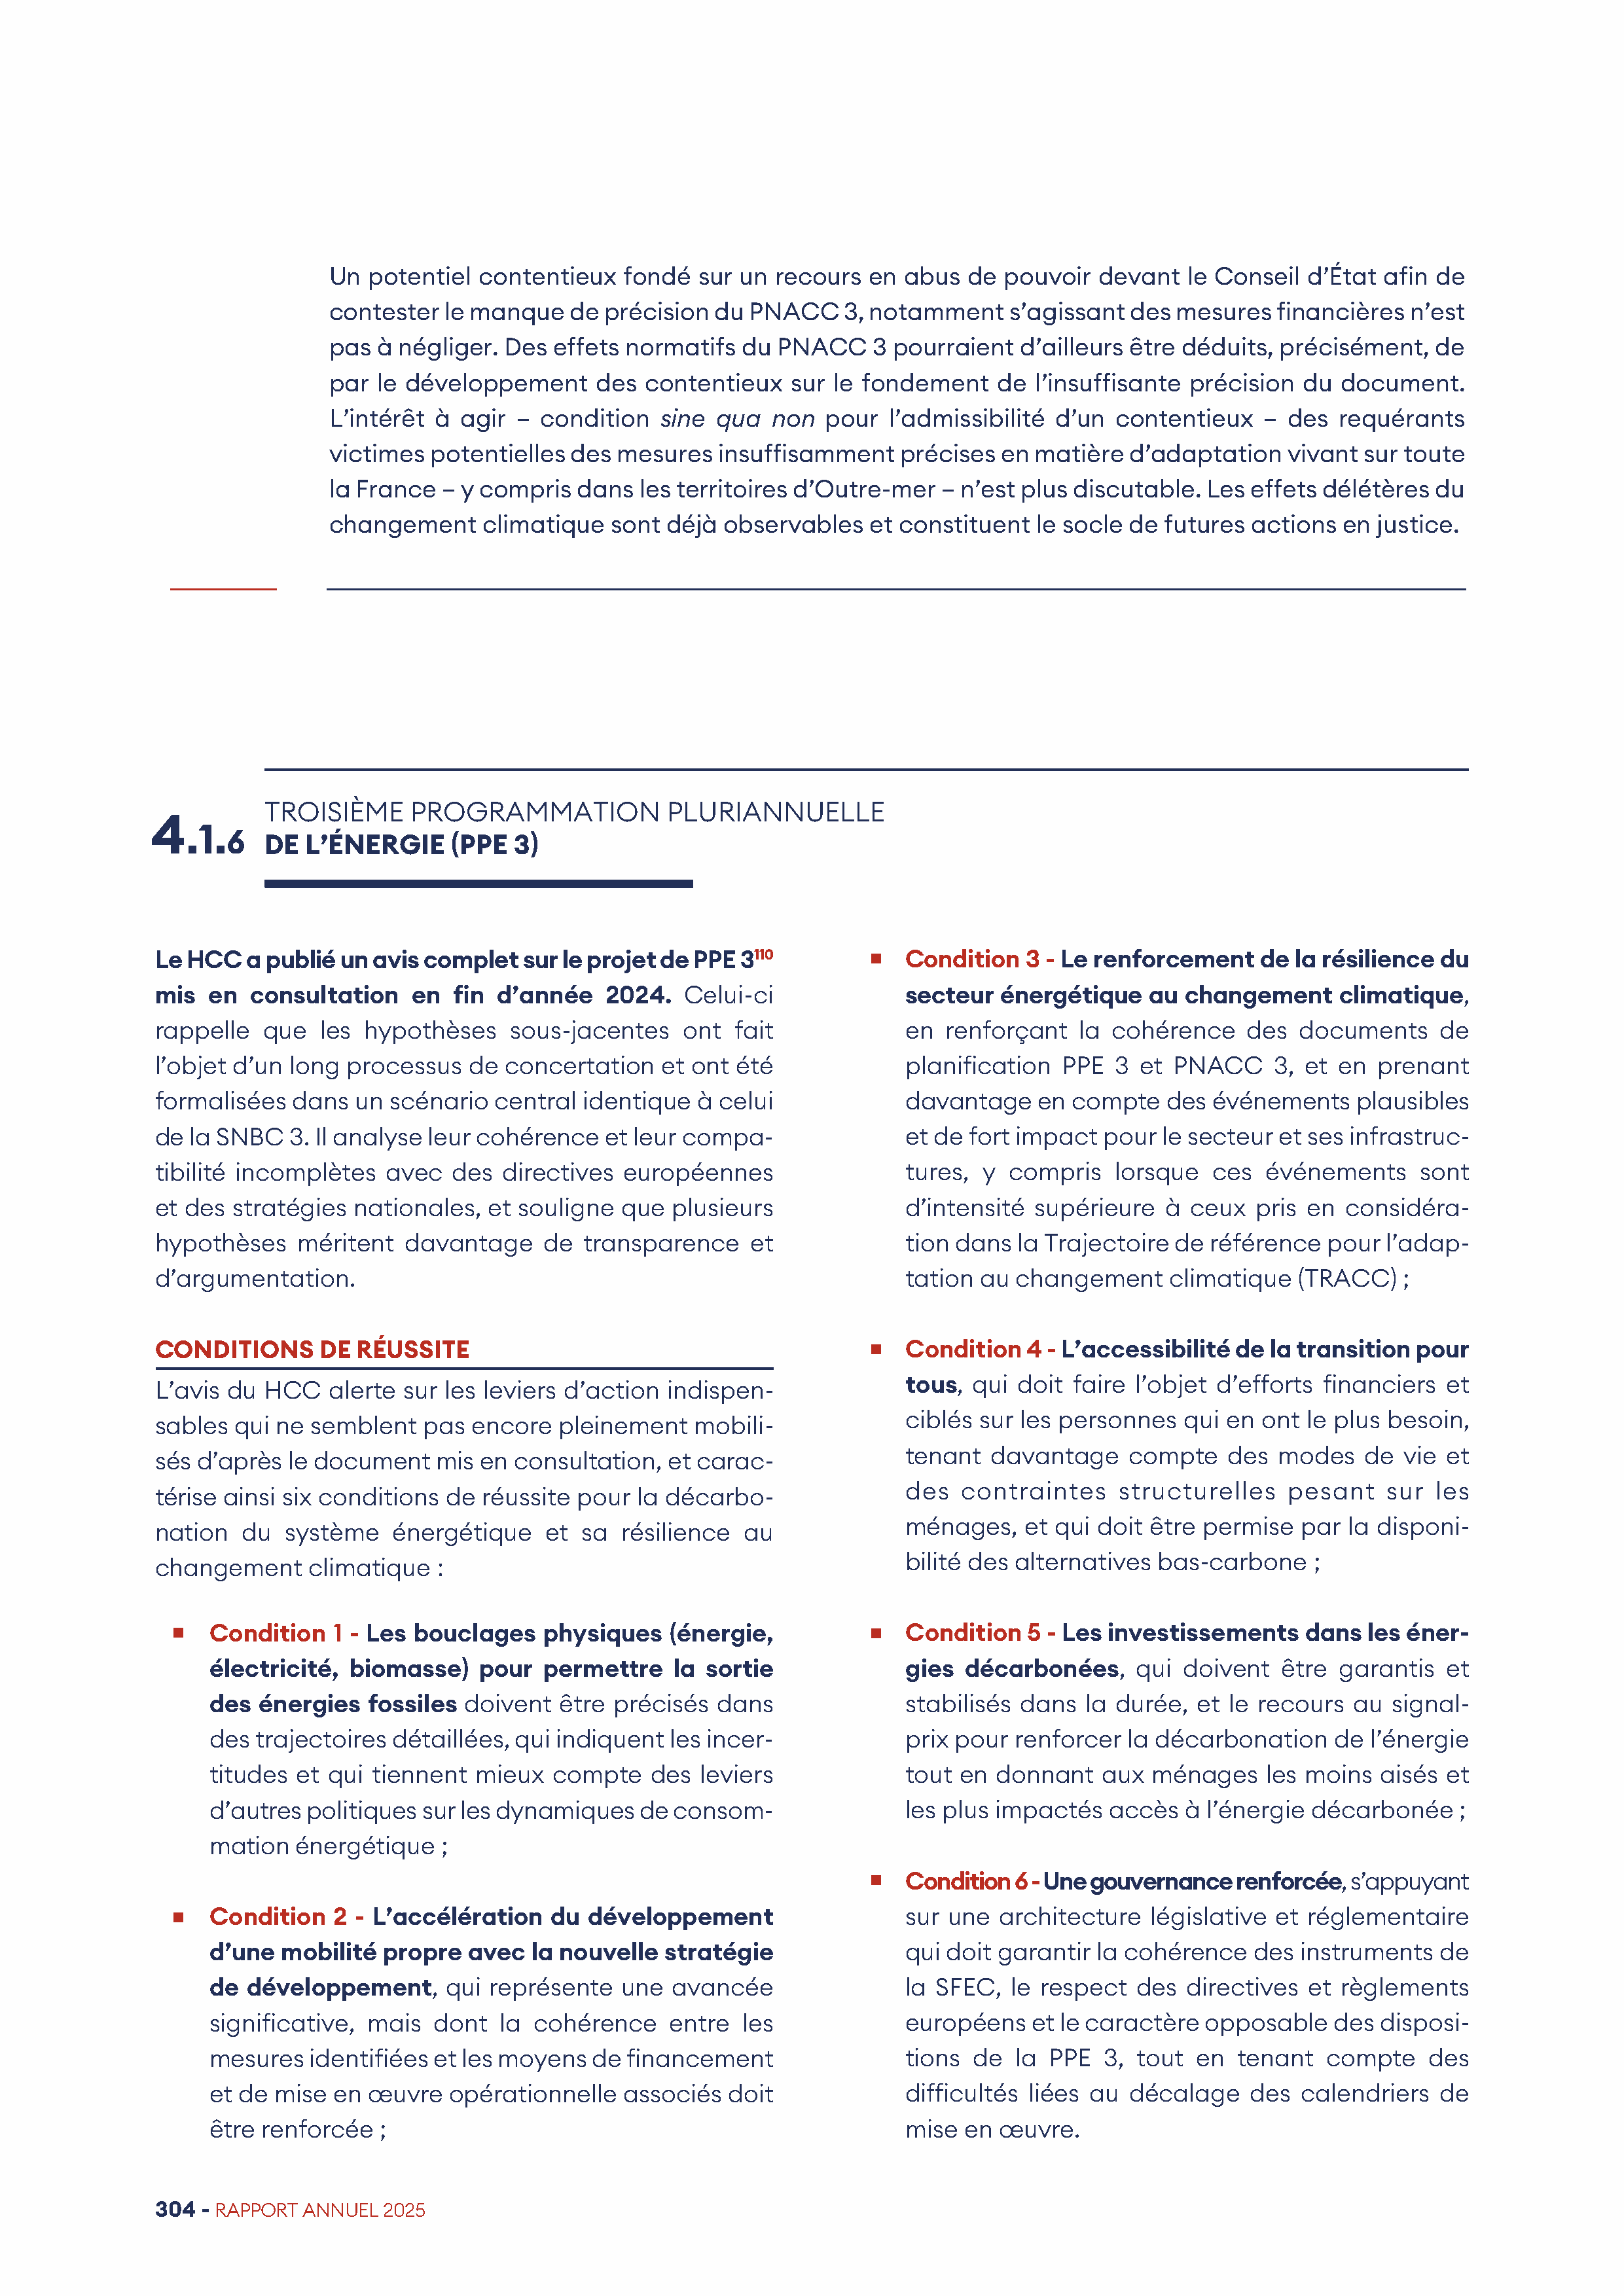 Un potentiel contentieux fondé sur un recours en abus de pouvoir devant le Conseil d’État afin de
contester le manque de précision du PNACC 3, notamment s’agissant des mesures financières n’est
pas à négliger. Des effets normatifs du PNACC 3 pourraient d’ailleurs être déduits, précisément, de
par le développement des contentieux sur le fondement de l’insuffisante précision du document.
L’intérêt à agir – condition sine qua non pour l’admissibilité d’un contentieux – des requérants
victimes potentielles des mesures insuffisamment précises en matière d’adaptation vivant sur toute
la France – y compris dans les territoires d’Outre-mer – n’est plus discutable. Les effets délétères du
changement climatique sont déjà observables et constituent le socle de futures actions en justice.
4.1.6 TROISIÈME PROGRAMMATION PLURIANNUELLE
DE L’ÉNERGIE (PPE 3)
Le HCC a publié un avis complet sur le projet de PPE 3110
mis en consultation en fin d’année 2024. Celui-ci
rappelle que les hypothèses sous-jacentes ont fait
l’objet d’un long processus de concertation et ont été
formalisées dans un scénario central identique à celui
de la SNBC 3. Il analyse leur cohérence et leur compa-
tibilité incomplètes avec des directives européennes
et des stratégies nationales, et souligne que plusieurs
hypothèses méritent davantage de transparence et
d’argumentation.
CONDITIONS DE RÉUSSITE
L’avis du HCC alerte sur les leviers d’action indispen-
sables qui ne semblent pas encore pleinement mobili-
sés d’après le document mis en consultation, et carac-
térise ainsi six conditions de réussite pour la décarbo-
nation du système énergétique et sa résilience au
changement climatique :
■ Condition 1 - Les bouclages physiques (énergie,
électricité, biomasse) pour permettre la sortie
des énergies fossiles doivent être précisés dans
des trajectoires détaillées, qui indiquent les incer-
titudes et qui tiennent mieux compte des leviers
d’autres politiques sur les dynamiques de consom-
mation énergétique ;
■ Condition 2 - L’accélération du développement
d’une mobilité propre avec la nouvelle stratégie
de développement, qui représente une avancée
significative, mais dont la cohérence entre les
mesures identifiées et les moyens de financement
et de mise en œuvre opérationnelle associés doit
être renforcée ;
■ Condition 3 - Le renforcement de la résilience du
secteur énergétique au changement climatique,
en renforçant la cohérence des documents de
planification PPE 3 et PNACC 3, et en prenant
davantage en compte des événements plausibles
et de fort impact pour le secteur et ses infrastruc-
tures, y compris lorsque ces événements sont
d’intensité supérieure à ceux pris en considéra-
tion dans la Trajectoire de référence pour l’adap-
tation au changement climatique (TRACC) ;
■ Condition 4 - L’accessibilité de la transition pour
tous, qui doit faire l’objet d’efforts financiers et
ciblés sur les personnes qui en ont le plus besoin,
tenant davantage compte des modes de vie et
des contraintes structurelles pesant sur les
ménages, et qui doit être permise par la disponi-
bilité des alternatives bas-carbone ;
■ Condition 5 - Les investissements dans les éner-
gies décarbonées, qui doivent être garantis et
stabilisés dans la durée, et le recours au signal-
prix pour renforcer la décarbonation de l’énergie
tout en donnant aux ménages les moins aisés et
les plus impactés accès à l’énergie décarbonée ;
■ Condition 6 - Une gouvernance renforcée, s’appuyant
sur une architecture législative et réglementaire
qui doit garantir la cohérence des instruments de
la SFEC, le respect des directives et règlements
européens et le caractère opposable des disposi-
tions de la PPE 3, tout en tenant compte des
difficultés liées au décalage des calendriers de
mise en œuvre.
304 - RAPPORT ANNUEL 2025